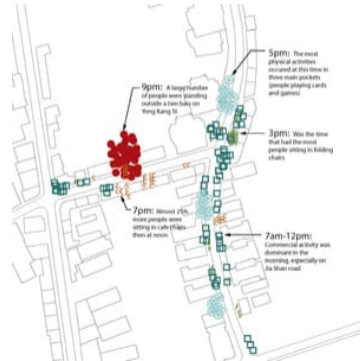 5pm: The most
physical activities
occured at this time in
three main pockets
(people playing cards
and games)
9pm: A large number
of people were standing
outside a two bars on
Yong Kang St
3pm: Was the time
that had the most
people sitting in folding
chairs
7pm: Almost 25%
more people were
sitting in cafe chairs
then at noon.
7am-12pm:
Commercial activity was
dominant in the
morning, especially on
Jia Shan road